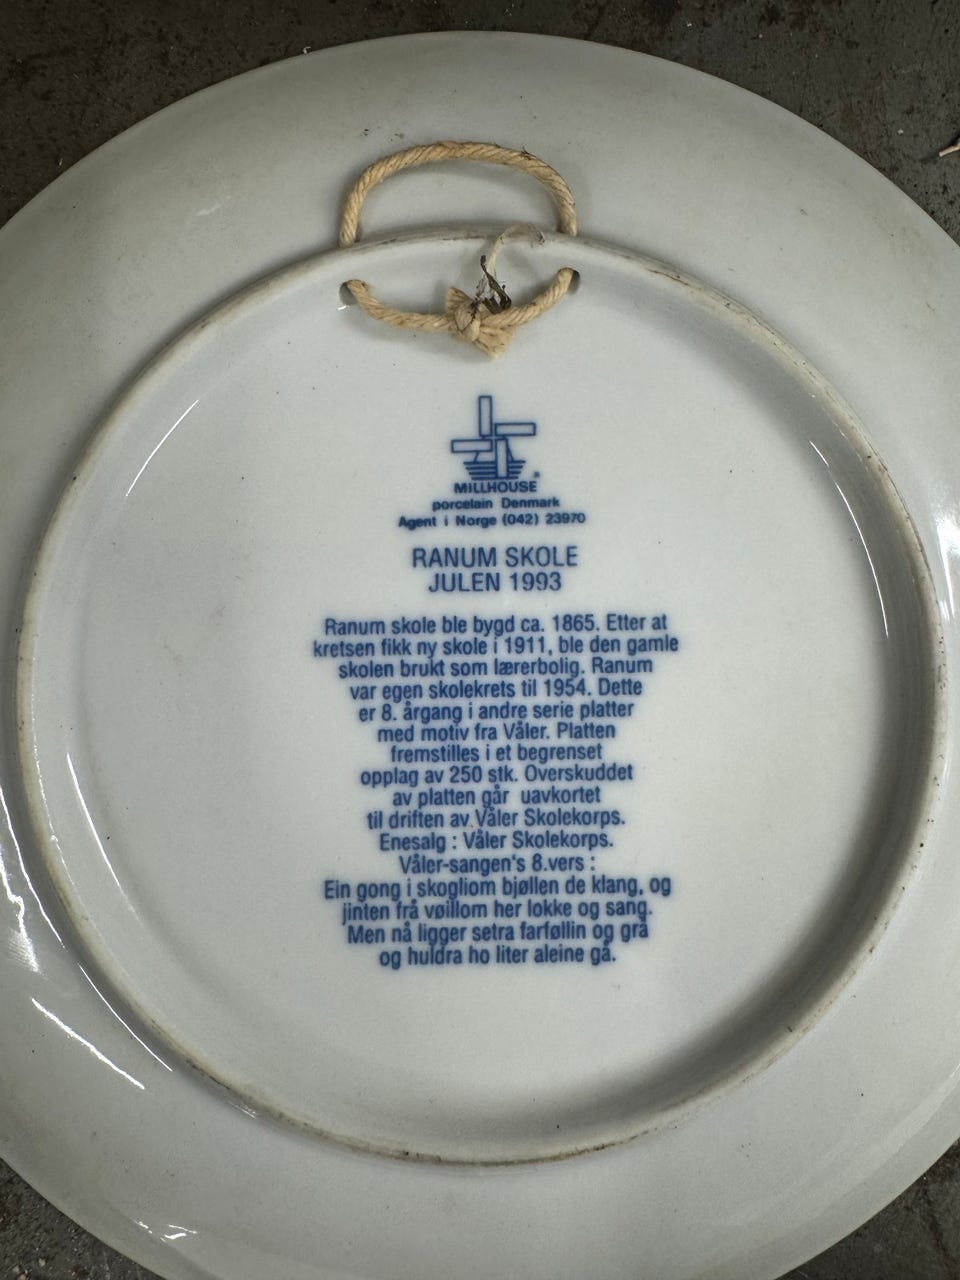 MILLHOUSE ®
porcelain Denmark
Agent i Norge (042) 23970
RANUM SKOLE
JULEN 1993
Ranum skole ble bygd ca. 1865. Etter at
kretsen fikk ny skole i 1911, ble den gamle
skolen brukt som lærerbolig. Ranum
var egen skolekrets til 1954. Dette
er 8. årgang i andre serie platter
med motiv fra Våler. Platten
fremstilles i et begrenset
opplag av 250 stk. Overskuddet
av platten går uavkortet
til driften av Våler Skolekorps.
Enesalg : Våler Skolekorps.
Våler-sangen's 8.vers :
Ein gong i skogliom bjøllen de klang, og
jinten frå vøillom her lokke og sang.
Men nå ligger setra farføllin og grå
og huldra ho liter aleine gå.